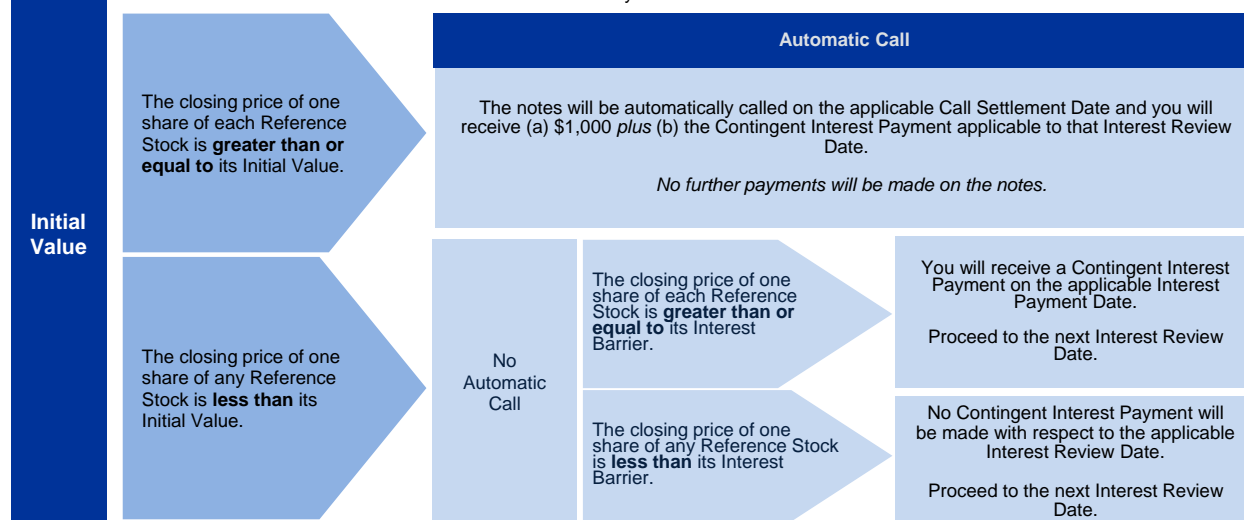 Initial
Value
The closing price of one
share of each Reference
Stock is greater than or
equal to its Initial Value.
Automatic Call
The notes will be automatically called on the applicable Call Settlement Date and you will
receive (a) $1,000 plus (b) the Contingent Interest Payment applicable to that Interest Review
Date.
No further payments will be made on the notes.
The closing price of one
share of any Reference
Stock is less than its
Initial Value.
No
Automatic
Call
The closing price of one
share of each Reference
Stock is greater than or
equal to its Interest
Barrier.
You will receive a Contingent Interest
Payment on the applicable Interest
Payment Date.
Proceed to the next Interest Review
Date.
The closing price of one
share of any Reference Stock
is less than its Interest
Barrier.
No Contingent Interest Payment will
be made with respect to the applicable
Interest Review Date.
Proceed to the next Interest Review
Date.